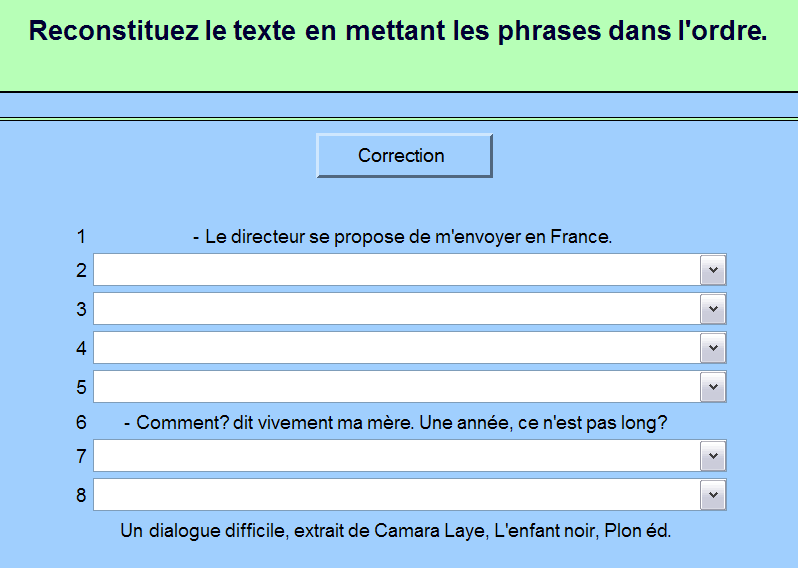 Reconstituez le texte en mettant les phrases dans l'ordre.
Correction
1 - Le directeur se propose de m'envoyer en France.
2
3
4
5
6 - Comment? dit vivement ma mère. Une année, ce n'est pas long?
7
8
Un dialogue difficile, extrait de Camara Laye, L'enfant noir, Plon éd.